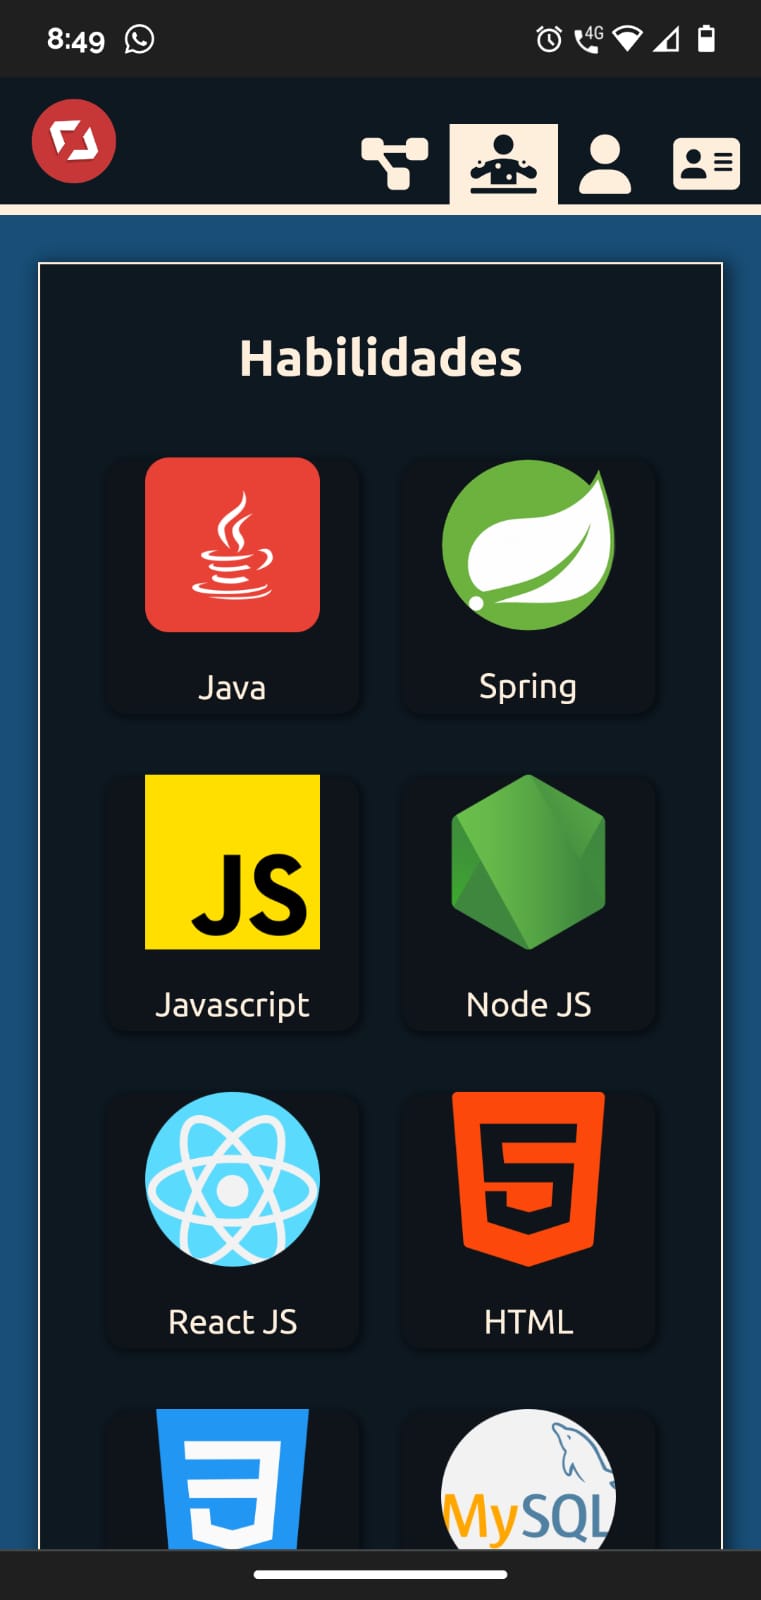 8:49
4G
Habilidades
Java
Spring
JS
Javascript
Node JS
React JS
HTML
MySQL